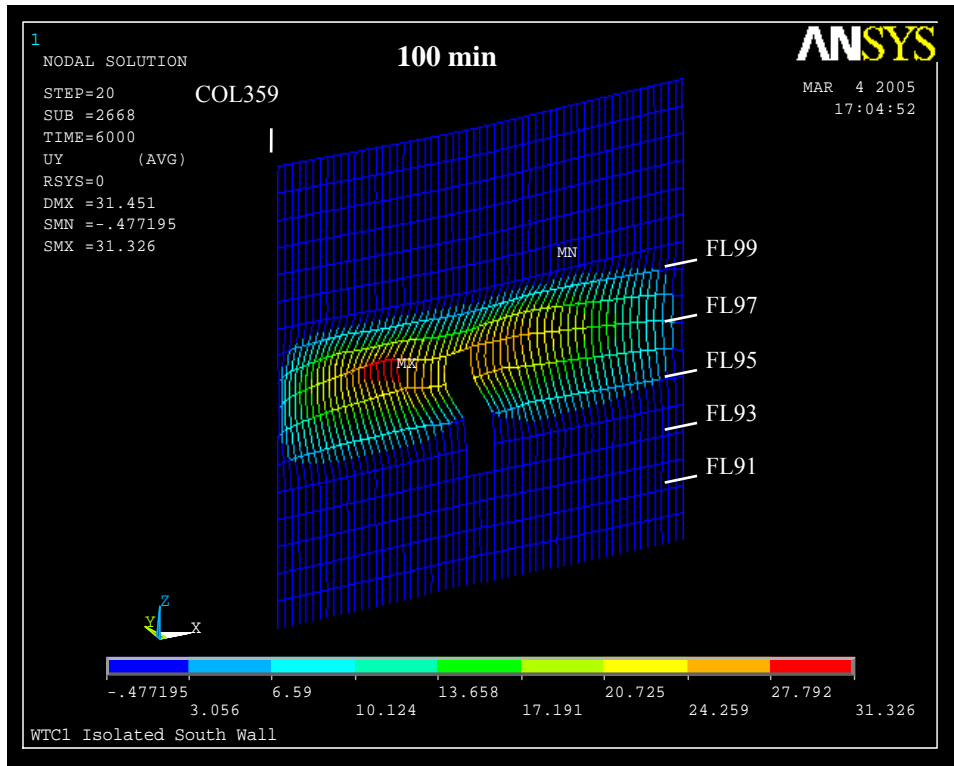 1
ANSYS
NODAL SOLUTION
100 min
MAR 4 2005
17:04:52
STEP=20
COL359
SUB =2668
TIME=6000
UY (AVG)
RSYS=0
DMX =31.451
SMN =-.477195
SMX =31.326
MN
FL99
FL97
MX
FL95
FL93
FL91
Z
Y
X
-.477195 6.59 13.658 20.725 27.792
3.056 10.124 17.191 24.259 31.326
WTC1 Isolated South Wall